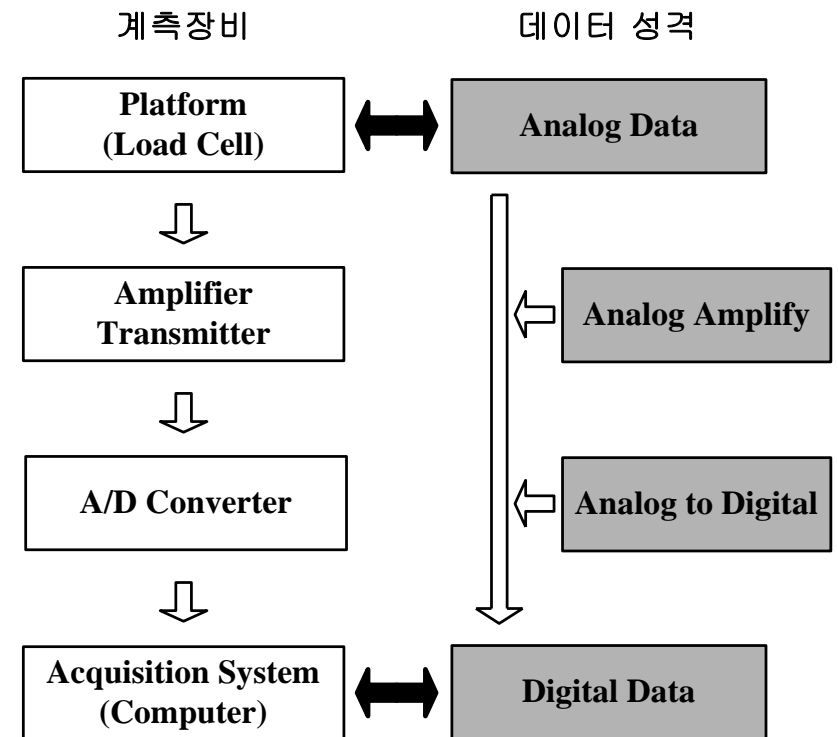 계측장비
데이터 성격
Platform
(Load Cell)
Analog Data
Amplifier
Transmitter
Analog Amplify
A/D Converter
Analog to Digital
Acquisition System
(Computer)
Digital Data